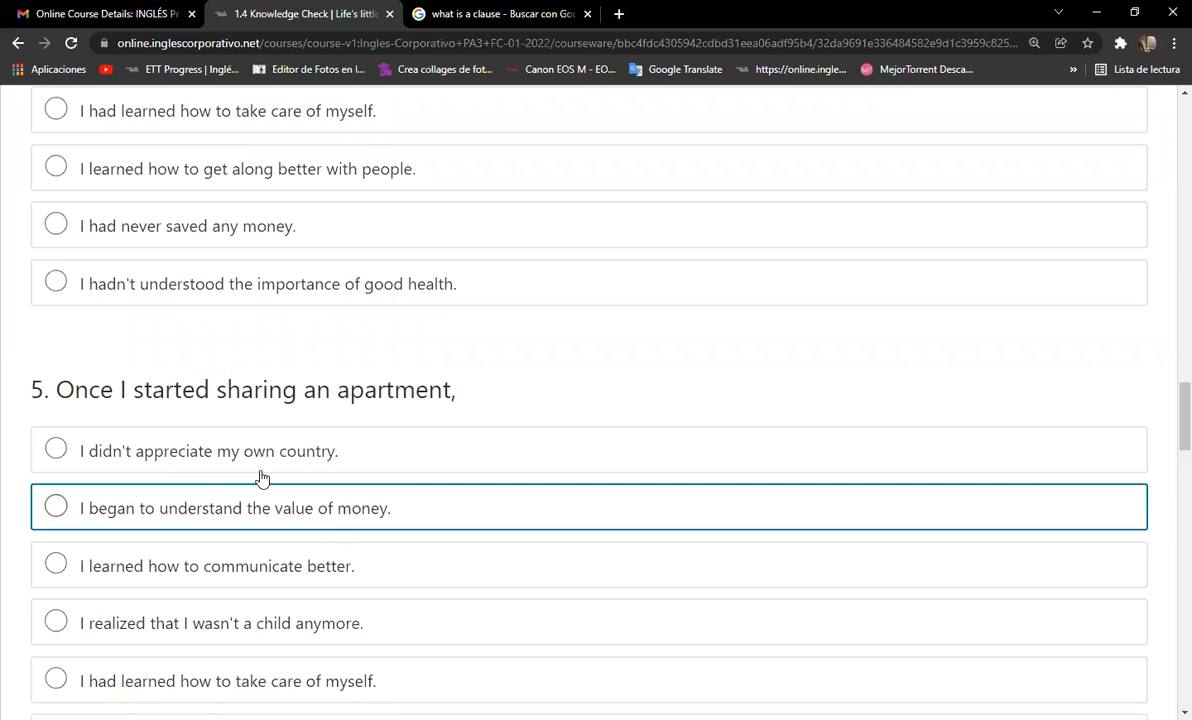 Online Course Details: INGLÉS Pr
1.4 Knowledge Check | Life's little
what is a clause - Buscar con Goo
online.inglescorporativo.net/courses/course-v1:Ingles-Corporativo+PA3+FC-01-2022/courseware/bbc4fdc4305942cdbd31eea06adf95b4/32da9691e336484582e9d1c3959c825...
Aplicaciones
ETT Progress | Inglé...
Editor de Fotos en l...
Crea collages de fot...
Canon EOS M - EO...
Google Translate
https://online.ingle...
MejorTorrent Desca...
»
Lista de lectura
I had learned how to take care of myself.
I learned how to get along better with people.
I had never saved any money.
I hadn't understood the importance of good health.
5. Once I started sharing an apartment,
I didn't appreciate my own country.
I began to understand the value of money.
I learned how to communicate better.
I realized that I wasn't a child anymore.
I had learned how to take care of myself.